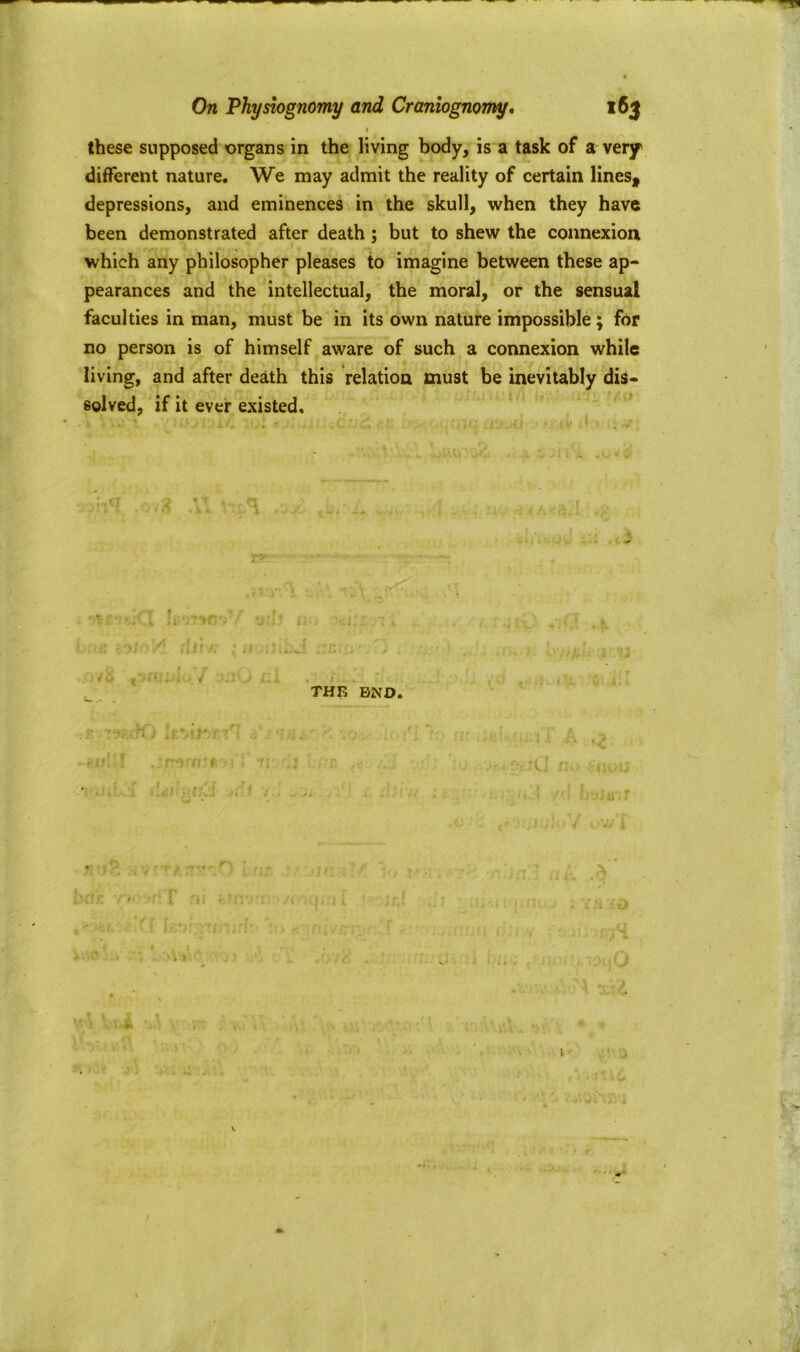 On Physiognomy and Craniognomy. 163
these supposed organs in the living body, is a task of a very
different nature. We may admit the reality of certain lines,
depressions, and eminences in the skull, when they have
been demonstrated after death ; but to shew the connexion
which any philosopher pleases to imagine between these ap-
pearances and the intellectual, the moral, or the sensual
faculties in man, must be in its own nature impossible ; for
no person is of himself aware of such a connexion while
living, and after death this relation must be inevitably dis-
solved, if it ever existed.
THE END.